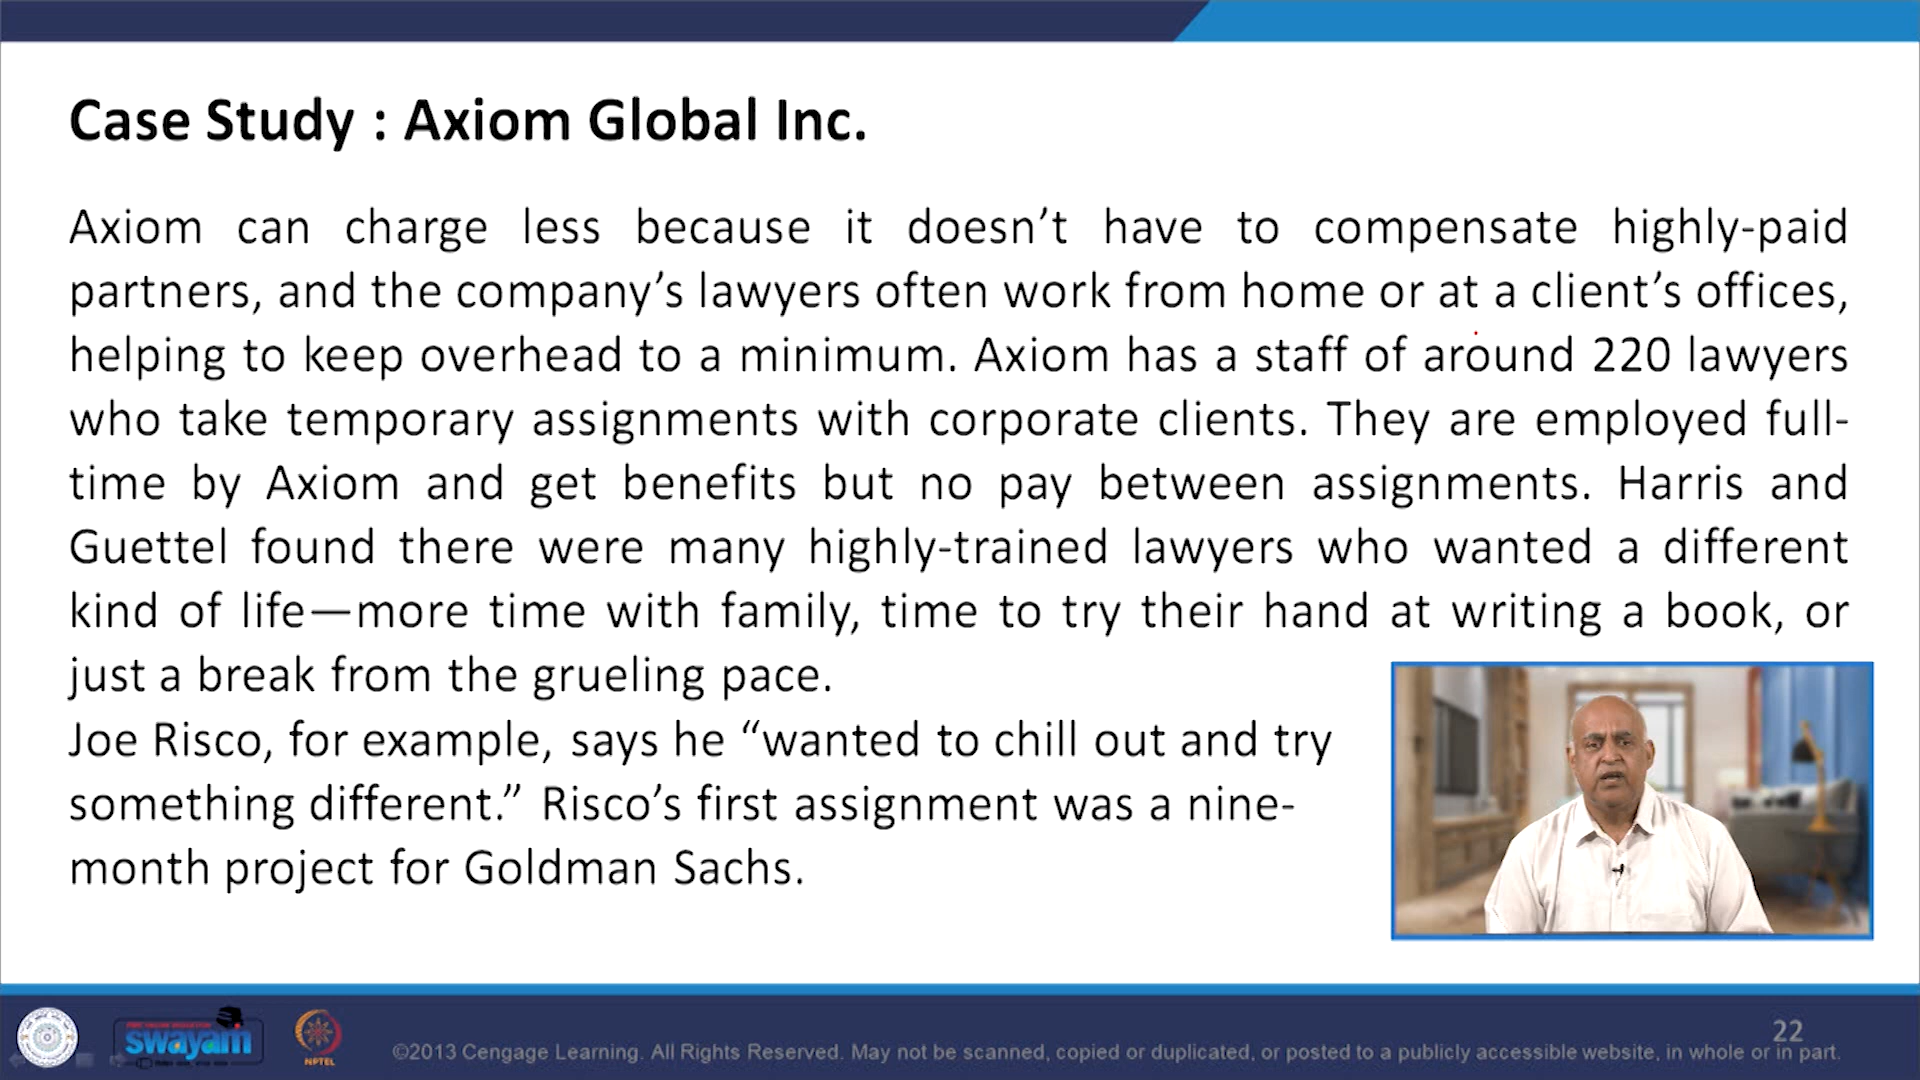 Case Study : Axiom Global Inc.
Axiom can charge less because it doesn’t have to compensate highly-paid
partners, and the company’s lawyers often work from home or at a client’s offices,
helping to keep overhead to a minimum. Axiom has a staff of around 220 lawyers
who take temporary assignments with corporate clients. They are employed full-
time by Axiom and get benefits but no pay between assignments. Harris and
Guettel found there were many highly-trained lawyers who wanted a different
kind of life—more time with family, time to try their hand at writing a book, or
just a break from the grueling pace.
Joe Risco, for example, says he “wanted to chill out and try
something different.” Risco’s first assignment was a nine-
month project for Goldman Sachs.
swayam
NPTEL
22
©2013 Cengage Learning. All Rights Reserved. May not be scanned, copied or duplicated, or posted to a publicly accessible website, in whole or in part.